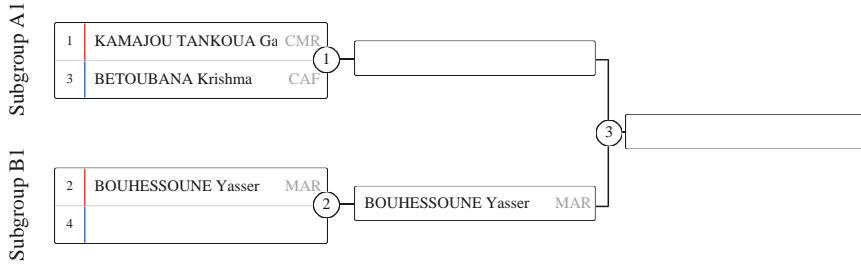 Subgroup A1
1 KAMAJOU TANKOUA Ga CMR
3 BETOUBANA Krishma CAF
1
3
Subgroup B1
2 BOUHESSOUNE Yasser MAR
4
2
BOUHESSOUNE Yasser MAR